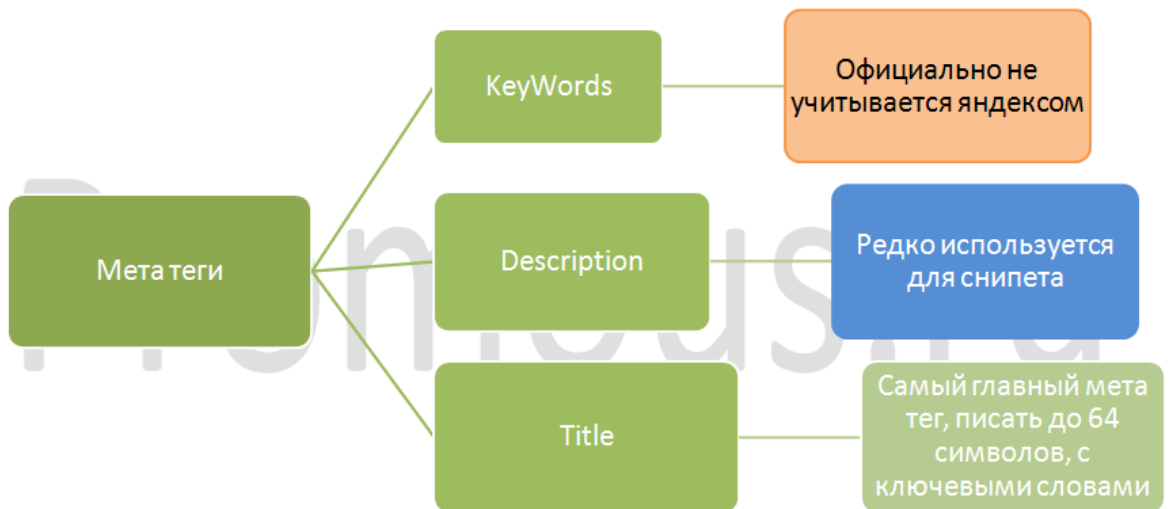 Мета теги
KeyWords
Официально не
учитывается яндексом
Description
Редко используется
для снипета
Title
Самый главный мета
тег, писать до 64
символов, с
ключевыми словами